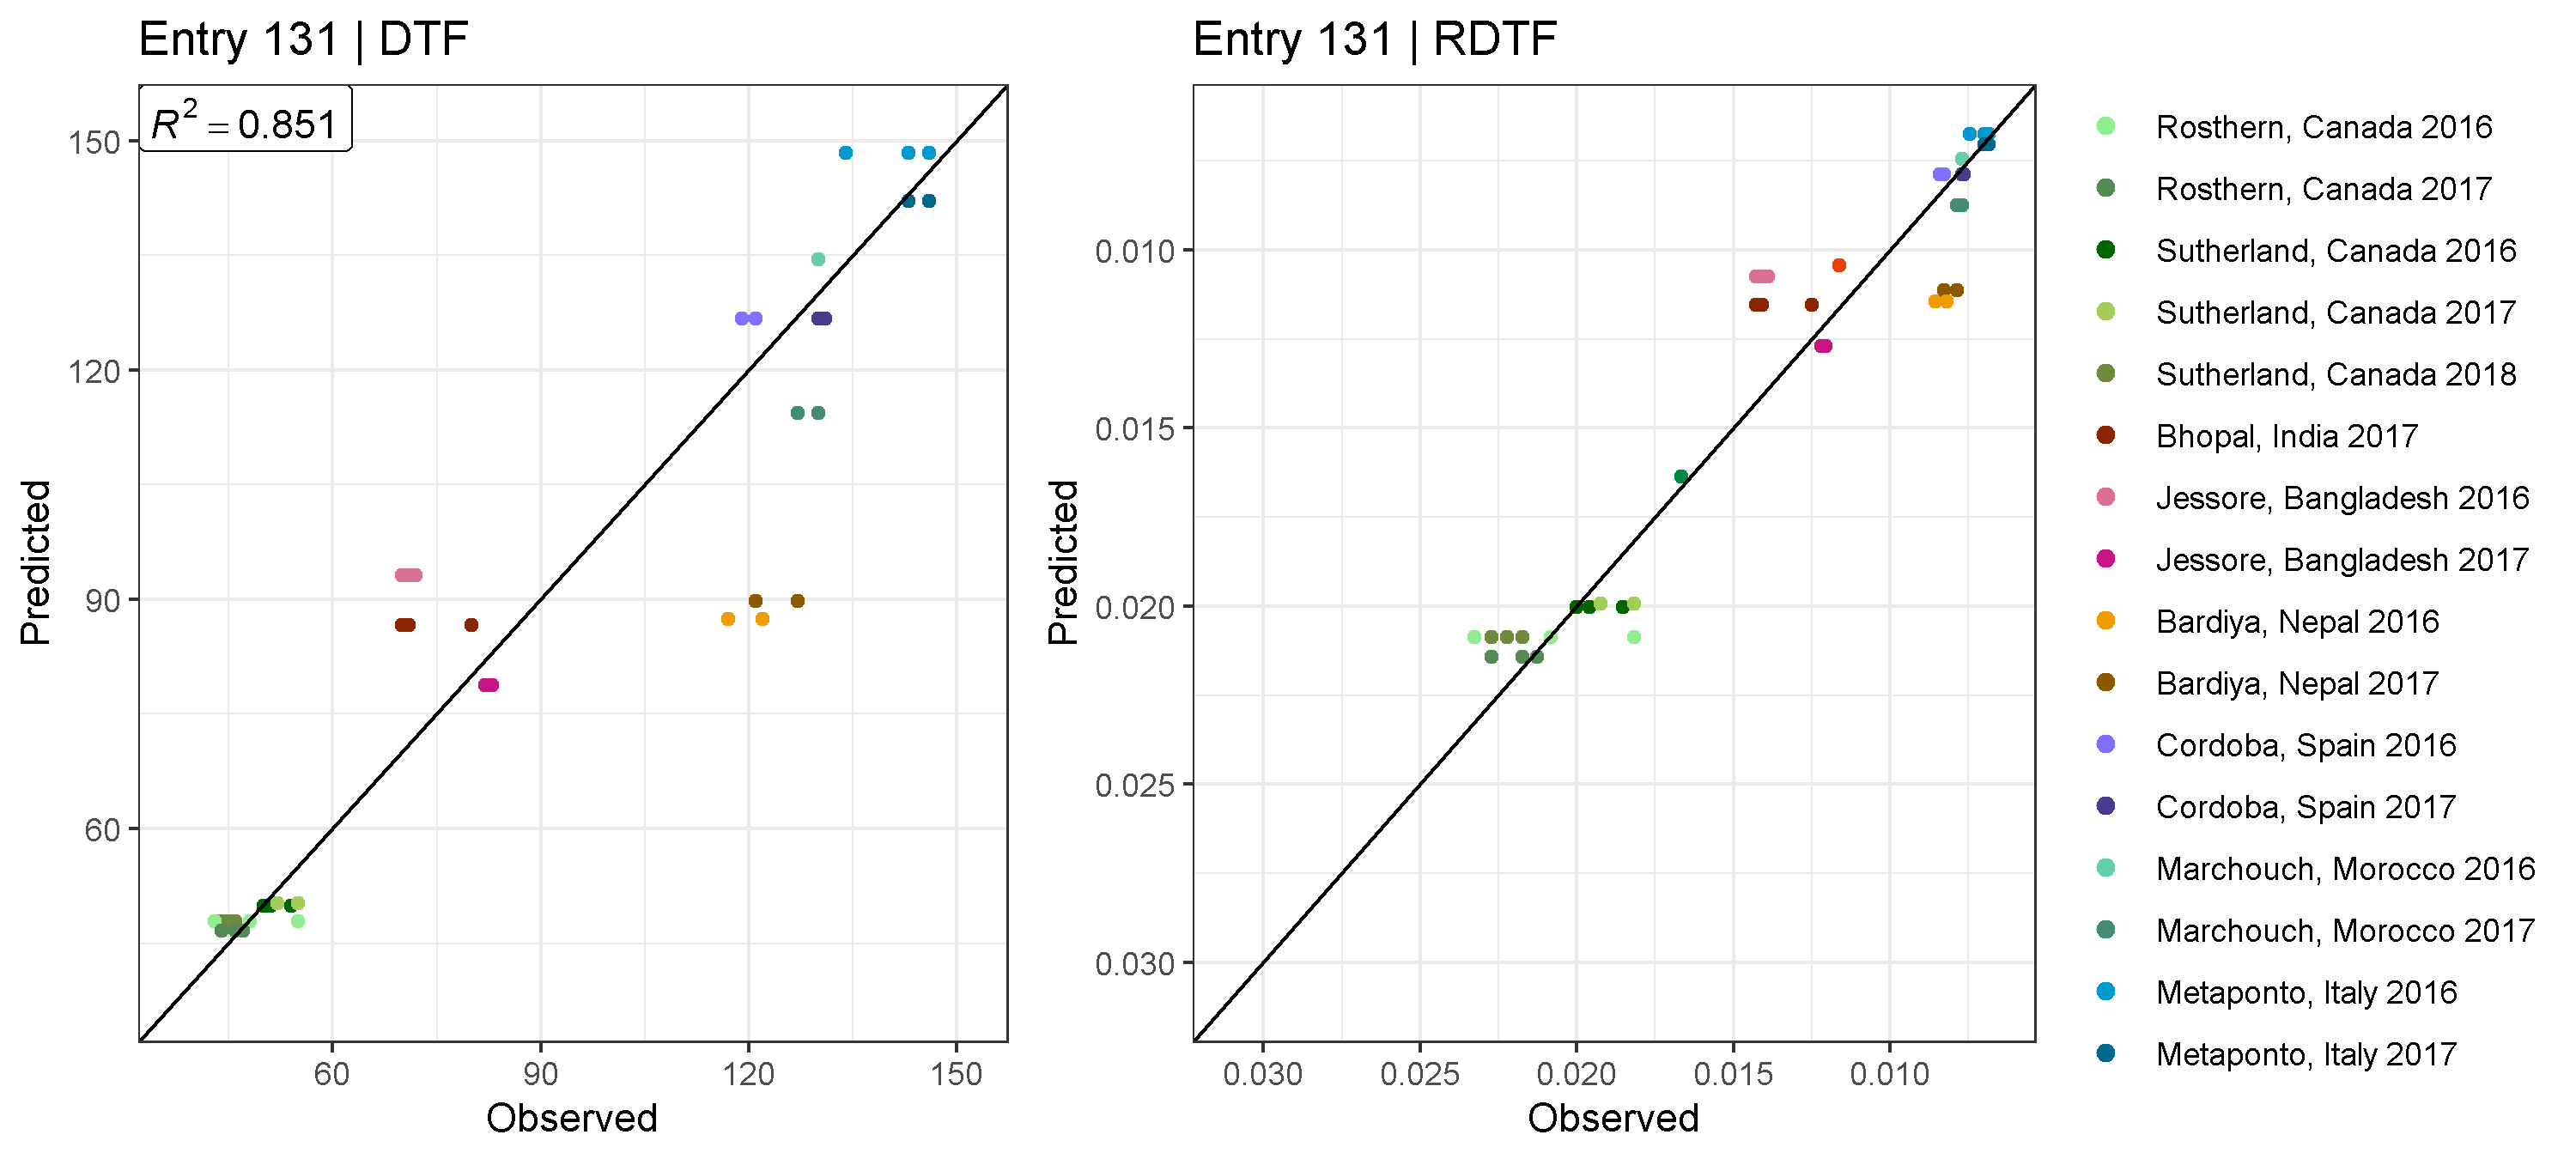 Entry 131 | DTF
R² = 0.851
150
120
90
60
Predicted
60 90 120 150
Observed
Entry 131 | RDTF
0.010
0.015
0.020
0.025
0.030
Predicted
0.030 0.025 0.020 0.015 0.010
Observed
Rosthern, Canada 2016
Rosthern, Canada 2017
Sutherland, Canada 2016
Sutherland, Canada 2017
Sutherland, Canada 2018
Bhopal, India 2017
Jessore, Bangladesh 2016
Jessore, Bangladesh 2017
Bardiya, Nepal 2016
Bardiya, Nepal 2017
Cordoba, Spain 2016
Cordoba, Spain 2017
Marchouch, Morocco 2016
Marchouch, Morocco 2017
Metaponto, Italy 2016
Metaponto, Italy 2017